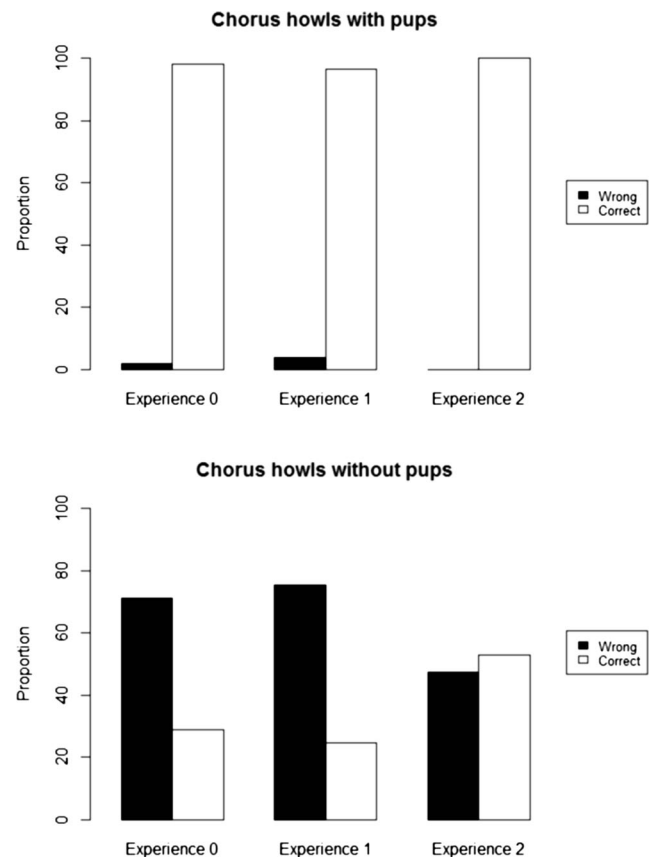 Chorus howls with pups
100
80
60
40
20
0
Proportion
Wrong
Correct
Experience 0 Experience 1 Experience 2
Chorus howls without pups
100
80
60
40
20
0
Proportion
Wrong
Correct
Experience 0 Experience 1 Experience 2